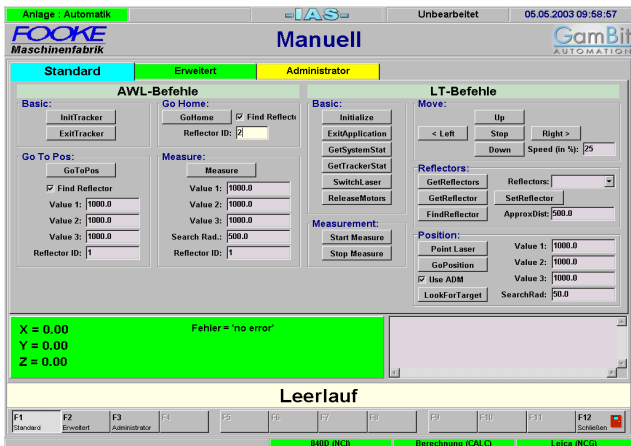 Anlage : Automatik
IAS
Unbearbeitet
05.05.2003 09:58:57
FOOKE
Maschinenfabrik
Manuell
GamBit
AUTOMATION
Standard
Erweitert
Administrator
AWL-Befehle
LT-Befehle
Basic:
InitTracker
ExitTracker
Go Home:
GoHome
Find Reflecto
Reflector ID: 2
Go To Pos:
GoToPos
Find Reflector
Value 1: 1000.0
Value 2: 1000.0
Value 3: 1000.0
Reflector ID: 1
Measure:
Measure
Value 1: 1000.0
Value 2: 1000.0
Value 3: 1000.0
Search Rad.: 500.0
Reflector ID: 1
Basic:
Initialize
ExitApplication
GetSystemStat
GetTrackerStat
SwitchLaser
ReleaseMotors
Measurement:
Start Measure
Stop Measure
Move:
Up
< Left Stop Right >
Down Speed (in %): 25
Reflectors:
GetReflectors Reflectors:
GetReflector SetReflector
FindReflector ApproxDist: 500.0
Position:
Point Laser Value 1: 1000.0
GoPosition Value 2: 1000.0
Use ADM Value 3: 1000.0
LookForTarget SearchRad: 50.0
X = 0.00 Fehler = 'no error'
Y = 0.00
Z = 0.00
Leerlauf
F1 F2 F3 F4 F5 F6 F7 F8 F9 F10 F11 F12
Standard Erweitert Administrator Schließen
840D (NCI) Berechnung (CALC) Leica (NCG)